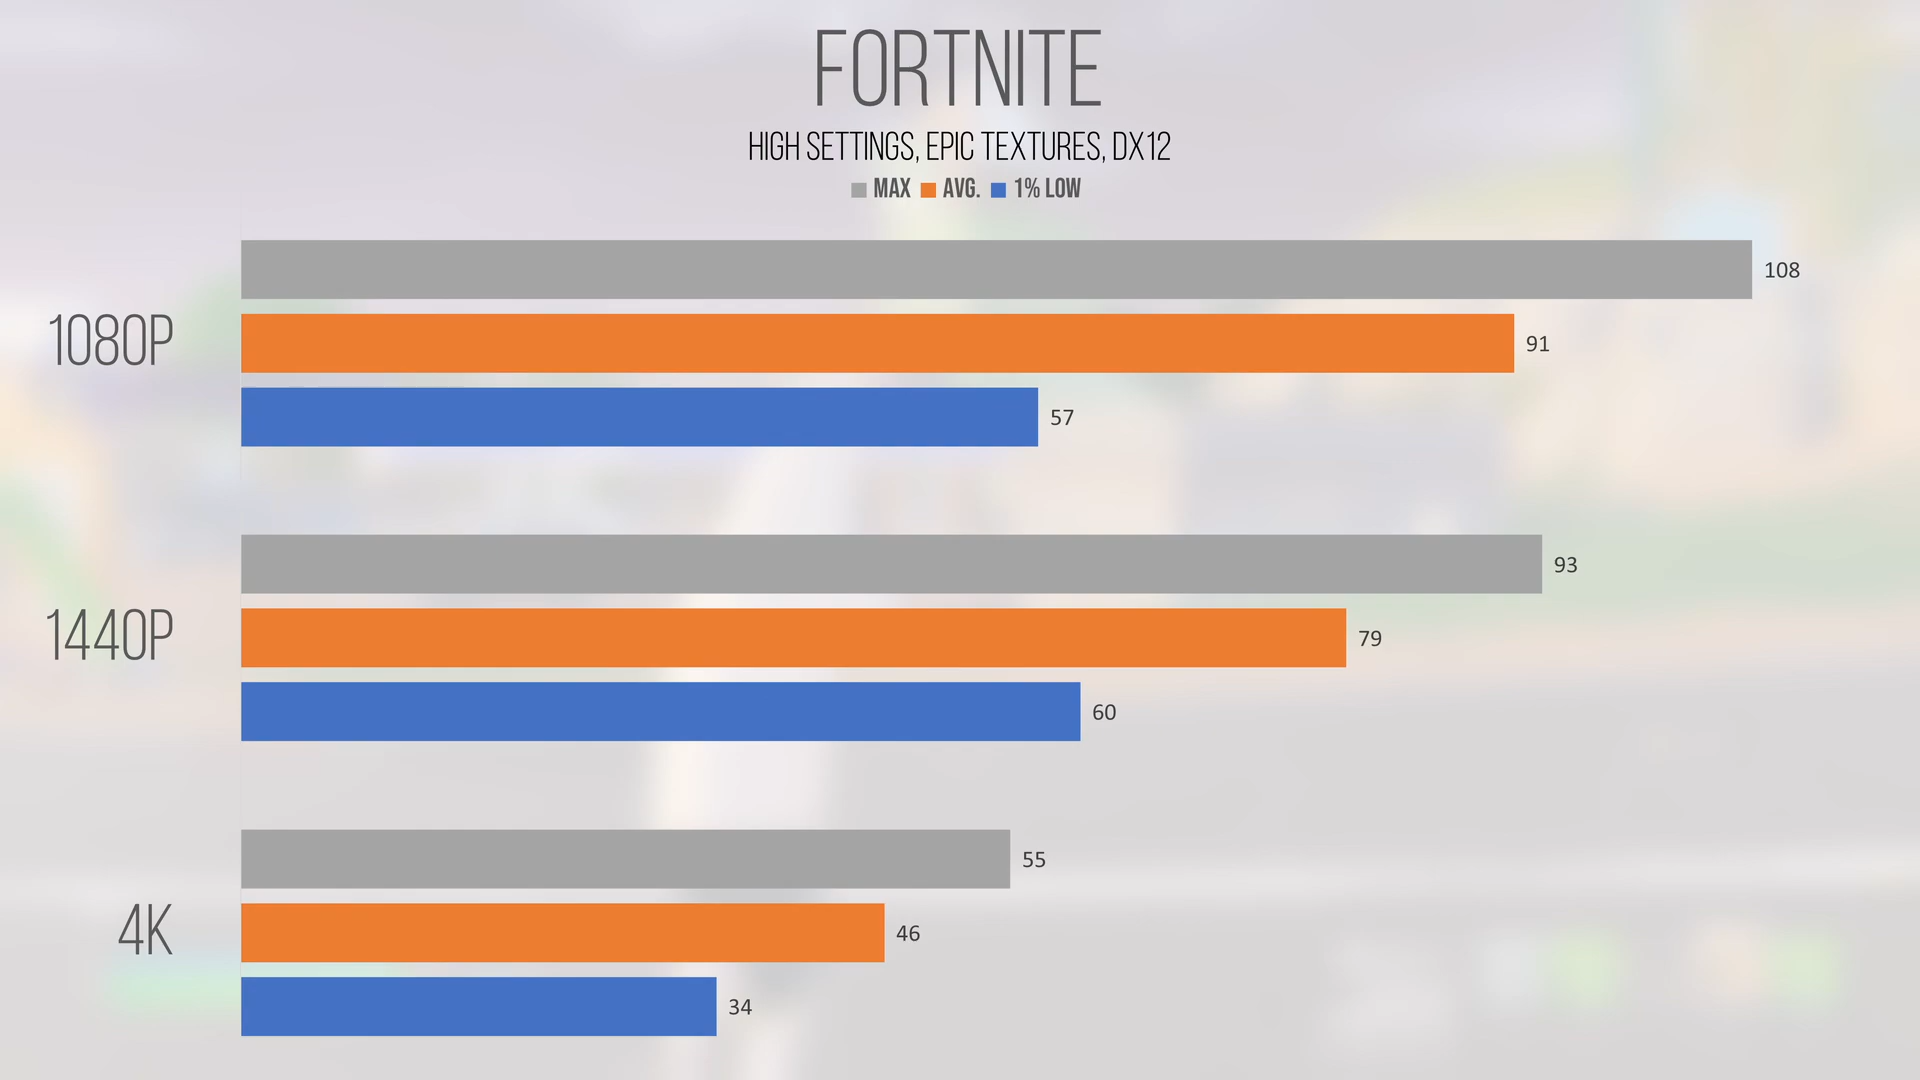 FORTNITE
HIGH SETTINGS, EPIC TEXTURES, DX12
MAX AVG. 1% LOW
108
1080P 91
57
93
1440P 79
60
55
4K 46
34